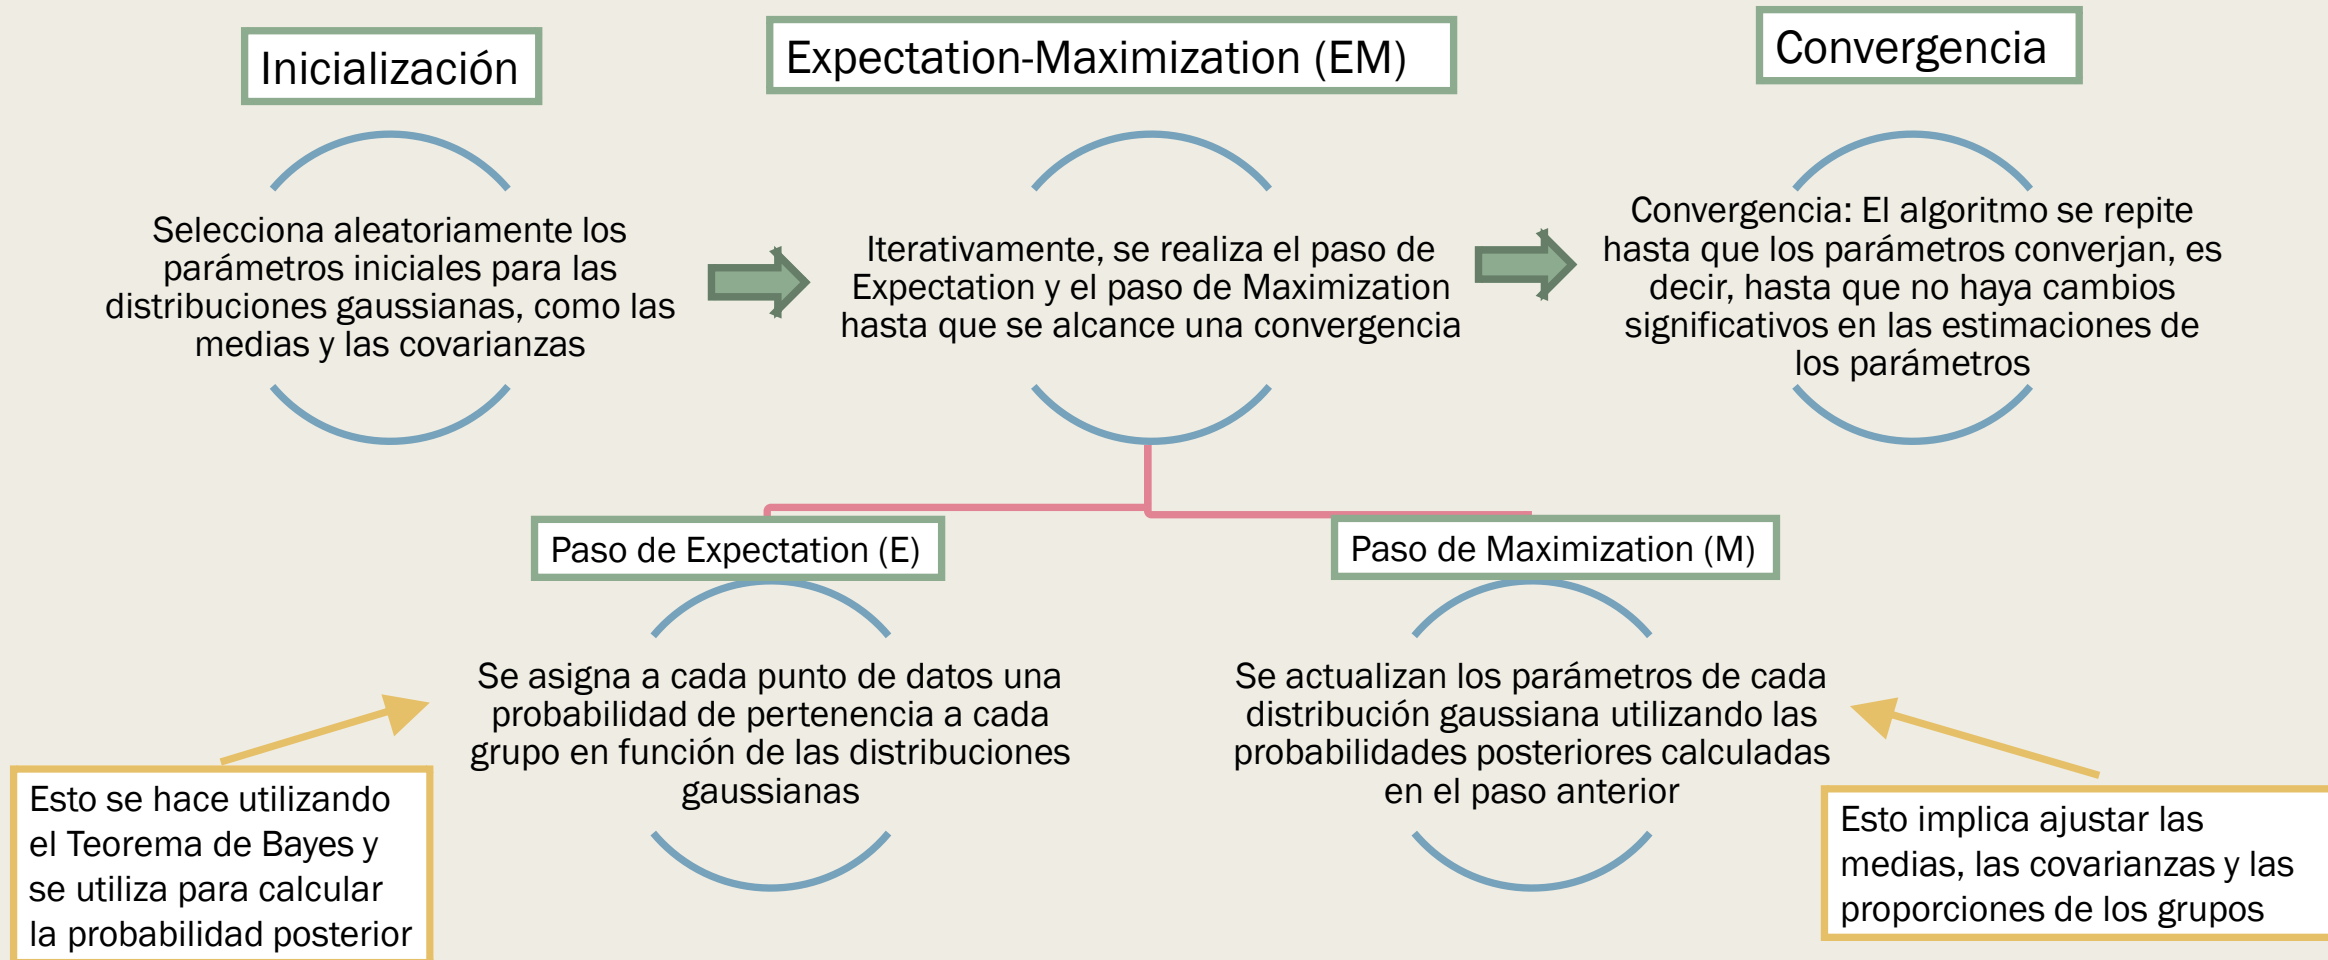 Inicialización
Expectation-Maximization (EM)
Convergencia
Selecciona aleatoriamente los
parámetros iniciales para las
distribuciones gaussianas, como las
medias y las covarianzas
Iterativamente, se realiza el paso de
Expectation y el paso de Maximization
hasta que se alcance una convergencia
Convergencia: El algoritmo se repite
hasta que los parámetros converjan, es
decir, hasta que no haya cambios
significativos en las estimaciones de
los parámetros
Paso de Expectation (E)
Paso de Maximization (M)
Se asigna a cada punto de datos una
probabilidad de pertenencia a cada
grupo en función de las distribuciones
gaussianas
Se actualizan los parámetros de cada
distribución gaussiana utilizando las
probabilidades posteriores calculadas
en el paso anterior
Esto se hace utilizando
el Teorema de Bayes y
se utiliza para calcular
la probabilidad posterior
Esto implica ajustar las
medias, las covarianzas y las
proporciones de los grupos